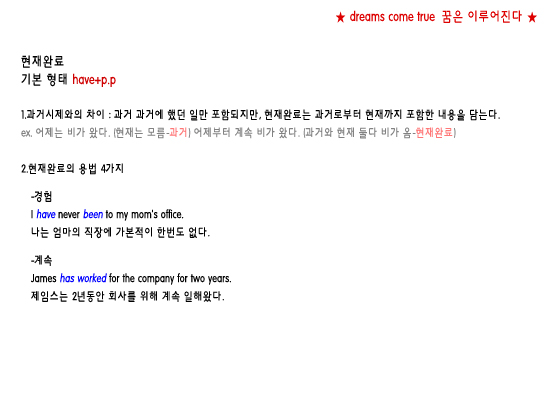 ★ dreams come true 꿈은 이루어진다 ★
현재완료
기본 형태 have+p.p
1.과거시제와의 차이 : 과거 과거에 했던 일만 포함되지만, 현재완료는 과거로부터 현재까지 포함한 내용을 담는다.
ex. 어제는 비가 왔다. (현재는 모름-과거) 어제부터 계속 비가 왔다. (과거와 현재 둘다 비가 옴-현재완료)
2.현재완료의 용법 4가지
-경험
I have never been to my mom's office.
나는 엄마의 직장에 가본적이 한번도 없다.
-계속
James has worked for the company for two years.
제임스는 2년동안 회사를 위해 계속 일해왔다.